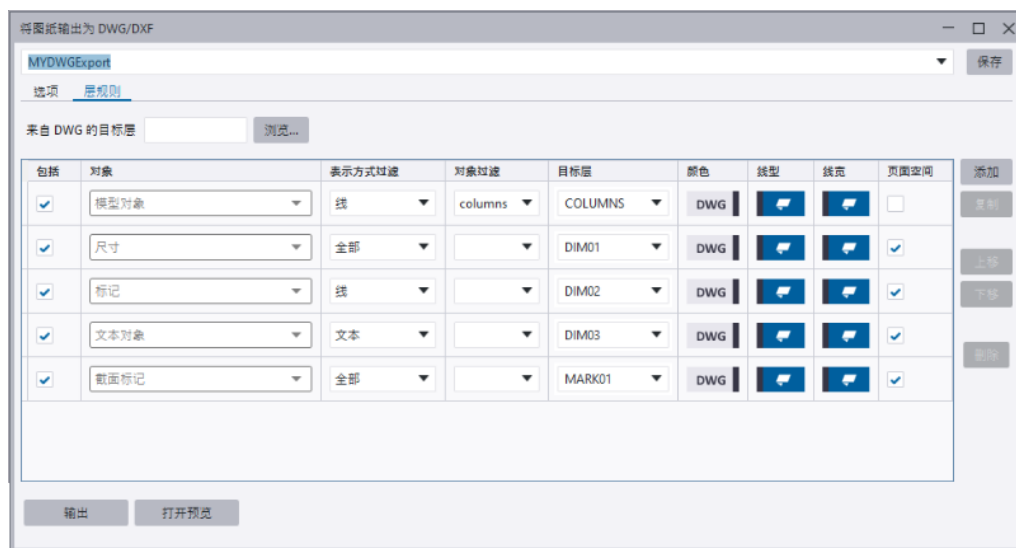 将图纸输出为 DWG/DXF
MYDWGExport 保存
选项 层规则
来自 DWG 的目标层 浏览...
包括 对象 表示方式过滤 对象过滤 目标层 颜色 线型 线宽 页面空间 添加
模型对象 线 columns COLUMNS DWG 复制
尺寸 全部 DIM01 DWG 上移
标记 线 DIM02 DWG 下移
文本对象 文本 DIM03 DWG 删除
截面标记 全部 MARK01 DWG
输出 打开预览